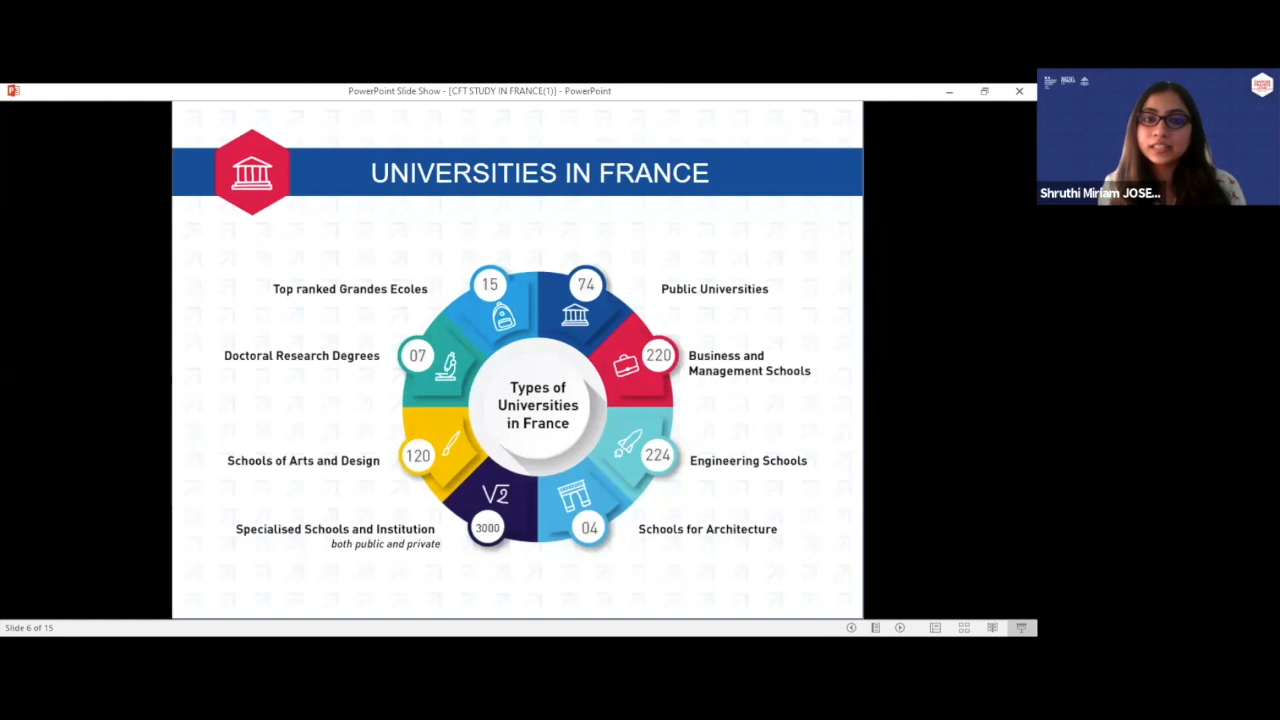 PowerPoint Slide Show - [CFT STUDY IN FRANCE(1)] - PowerPoint
UNIVERSITIES IN FRANCE
15
74
Top ranked Grandes Ecoles
Public Universities
Doctoral Research Degrees
07
220
Business and
Management Schools
Types of
Universities
in France
Schools of Arts and Design
120
224
Engineering Schools
√2
Specialised Schools and Institution
both public and private
3000
04
Schools for Architecture
Slide 6 of 15
Shruthi Miriam JOSE...